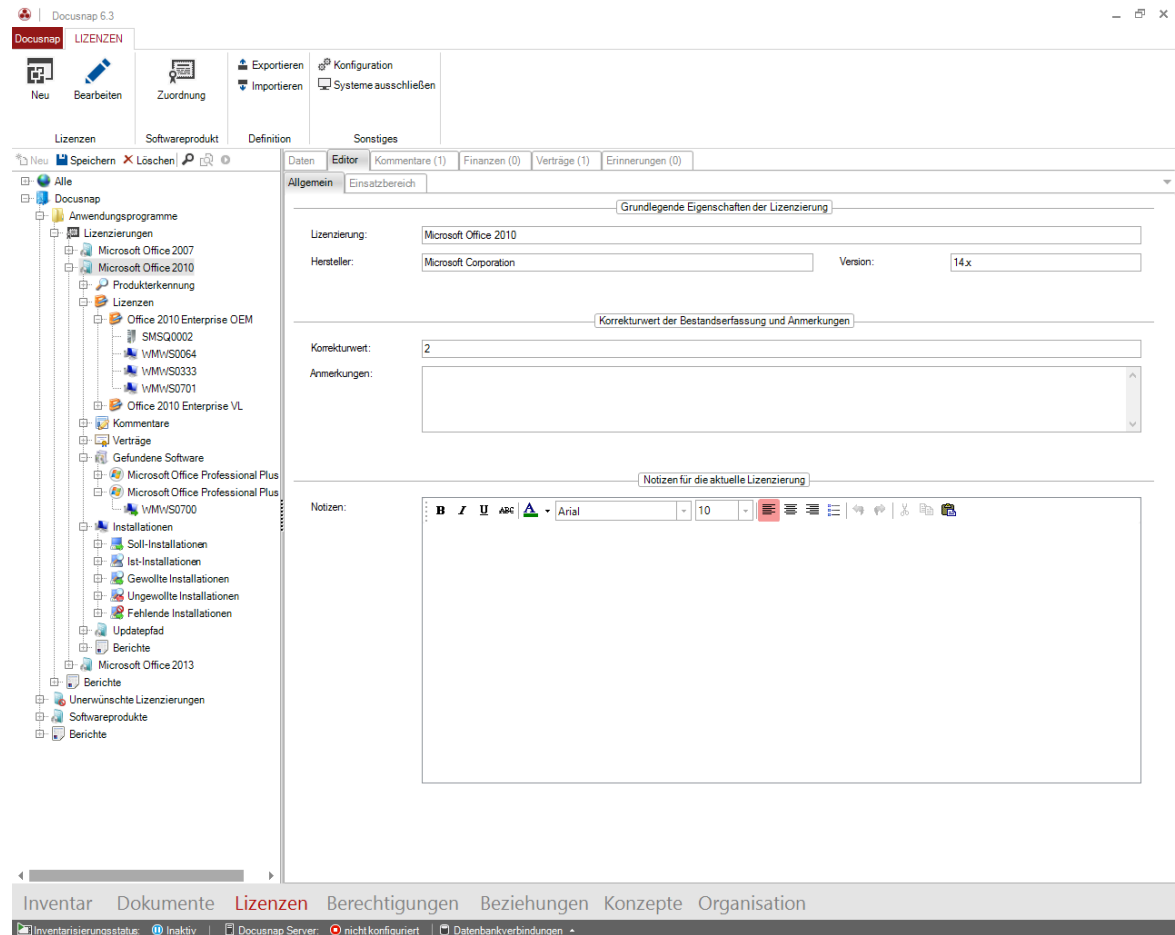 Docusnap 6.3
Docusnap LIZENZEN
Neu
Bearbeiten
Zuordnung
Exportieren
Importieren
Konfiguration
Systeme ausschließen
Lizenzen
Softwareprodukt
Definition
Sonstiges
Neu Speichern Löschen
Alle
Docusnap
Anwendungsprogramme
Lizenzierungen
Microsoft Office 2007
Microsoft Office 2010
Produkterkennung
Lizenzen
Office 2010 Enterprise OEM
SMSQ0002
WMWS0064
WMWS0333
WMWS0701
Office 2010 Enterprise VL
Kommentare
Verträge
Gefundene Software
Microsoft Office Professional Plus
Microsoft Office Professional Plus
WMWS0700
Installationen
Soll-Installationen
Ist-Installationen
Gewollte Installationen
Ungewollte Installationen
Fehlende Installationen
Updatepfad
Berichte
Microsoft Office 2013
Berichte
Unerwünschte Lizenzierungen
Softwareprodukte
Berichte
Daten Editor Kommentare (1) Finanzen (0) Verträge (1) Erinnerungen (0)
Allgemein Einsatzbereich
Grundlegende Eigenschaften der Lizenzierung
Lizenzierung: Microsoft Office 2010
Hersteller: Microsoft Corporation Version: 14.x
Korrekturwert der Bestandserfassung und Anmerkungen
Korrekturwert: 2
Anmerkungen:
Notizen für die aktuelle Lizenzierung
Notizen: B I U ABC A Arial 10
Inventar Dokumente Lizenzen Berechtigungen Beziehungen Konzepte Organisation
Inventarisierungsstatus: Inaktiv | Docusnap Server: nicht konfiguriert | Datenbankverbindungen